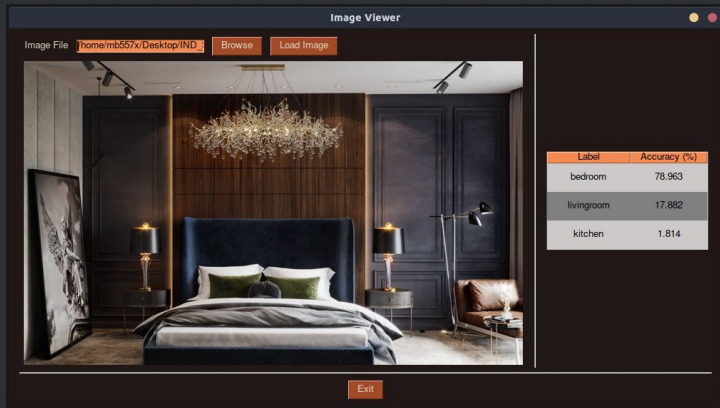 Image Viewer
Image File /home/mb557x/Desktop/IND_ Browse Load Image
Label Accuracy (%)
bedroom 78.963
livingroom 17.882
kitchen 1.814
Exit